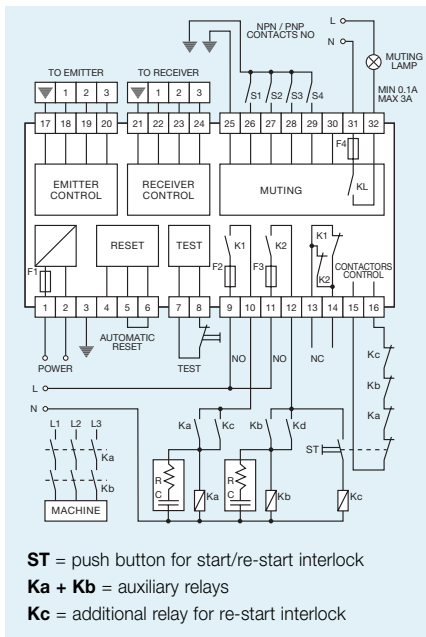 NPN / PNP
CONTACTS NO
L
N
MUTING
LAMP
MIN 0.1A
MAX 3A
TO EMITTER
TO RECEIVER
1 2 3
1 2 3
S1 S2 S3 S4
17 18 19 20 21 22 23 24 25 26 27 28 29 30 31 32
F4
KL
EMITTER
CONTROL
RECEIVER
CONTROL
MUTING
RESET
TEST
K1
K2
K1
K2
F1
F2
F3
CONTACTORS
CONTROL
1 2 3 4 5 6 7 8 9 10 11 12 13 14 15 16
POWER
AUTOMATIC
RESET
TEST
NO
NO
NC
L
N
Kc
Kb
Ka
L1 L2 L3
Ka
Kb
MACHINE
Ka Kc Kb Kd
ST
R
C
Ka
R
C
Kb
Kc
ST = push button for start/re-start interlock
Ka + Kb = auxiliary relays
Kc = additional relay for re-start interlock